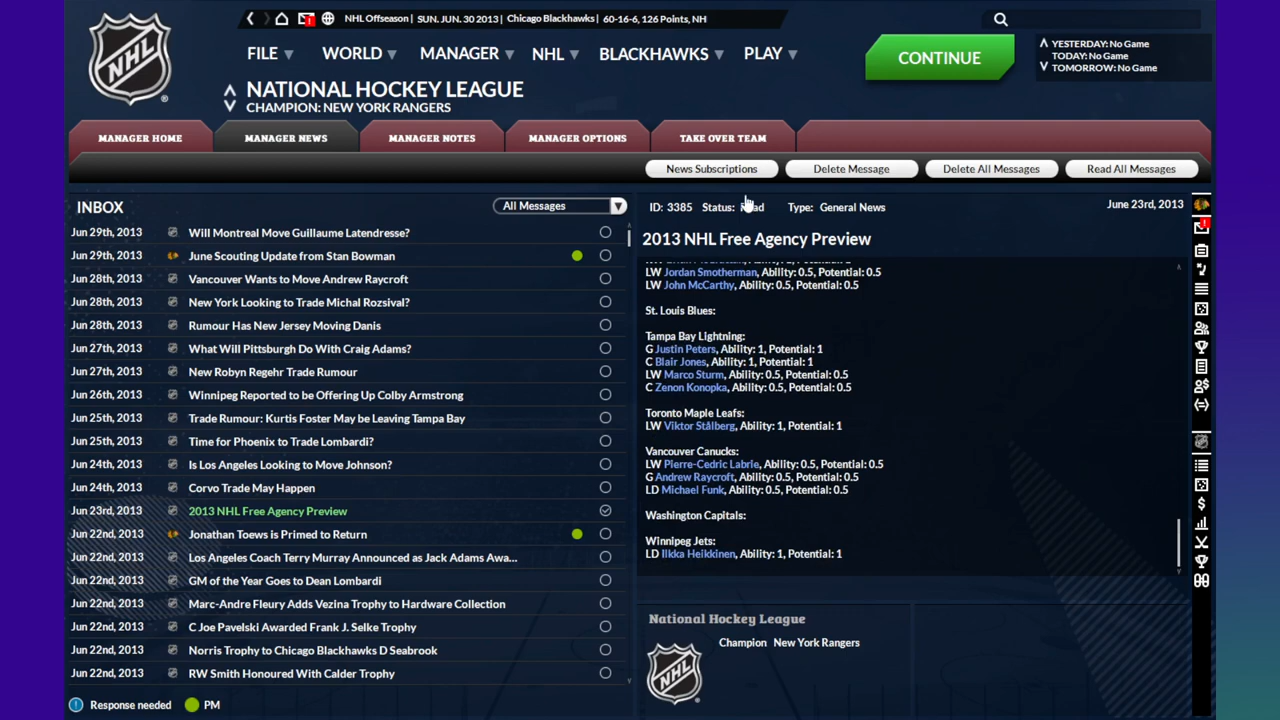 NHL Offseason | SUN. JUN. 30 2013 | Chicago Blackhawks | 60-16-6, 126 Points, NH
FILE WORLD MANAGER NHL BLACKHAWKS PLAY
CONTINUE
YESTERDAY: No Game
TODAY: No Game
TOMORROW: No Game
NHL
NATIONAL HOCKEY LEAGUE
CHAMPION: NEW YORK RANGERS
MANAGER HOME MANAGER NEWS MANAGER NOTES MANAGER OPTIONS TAKE OVER TEAM
News Subscriptions Delete Message Delete All Messages Read All Messages
INBOX
All Messages
Jun 29th, 2013 Will Montreal Move Guillaume Latendresse?
Jun 29th, 2013 June Scouting Update from Stan Bowman
Jun 28th, 2013 Vancouver Wants to Move Andrew Raycroft
Jun 28th, 2013 New York Looking to Trade Michal Rozsival?
Jun 28th, 2013 Rumour Has New Jersey Moving Danis
Jun 27th, 2013 What Will Pittsburgh Do With Craig Adams?
Jun 27th, 2013 New Robyn Regehr Trade Rumour
Jun 26th, 2013 Winnipeg Reported to be Offering Up Colby Armstrong
Jun 25th, 2013 Trade Rumour: Kurtis Foster May be Leaving Tampa Bay
Jun 25th, 2013 Time for Phoenix to Trade Lombardi?
Jun 24th, 2013 Is Los Angeles Looking to Move Johnson?
Jun 24th, 2013 Corvo Trade May Happen
Jun 23rd, 2013 2013 NHL Free Agency Preview
Jun 22nd, 2013 Jonathan Toews is Primed to Return
Jun 22nd, 2013 Los Angeles Coach Terry Murray Announced as Jack Adams Awa...
Jun 22nd, 2013 GM of the Year Goes to Dean Lombardi
Jun 22nd, 2013 Marc-Andre Fleury Adds Vezina Trophy to Hardware Collection
Jun 22nd, 2013 C Joe Pavelski Awarded Frank J. Selke Trophy
Jun 22nd, 2013 Norris Trophy to Chicago Blackhawks D Seabrook
Jun 22nd, 2013 RW Smith Honoured With Calder Trophy
Response needed PM
ID: 3385 Status: Read Type: General News June 23rd, 2013
2013 NHL Free Agency Preview
LW Jordan Smotherman, Ability: 0.5, Potential: 0.5
LW John McCarthy, Ability: 0.5, Potential: 0.5
St. Louis Blues:
Tampa Bay Lightning:
G Justin Peters, Ability: 1, Potential: 1
C Blair Jones, Ability: 1, Potential: 1
LW Marco Sturm, Ability: 0.5, Potential: 0.5
C Zenon Konopka, Ability: 0.5, Potential: 0.5
Toronto Maple Leafs:
LW Viktor Stålberg, Ability: 1, Potential: 1
Vancouver Canucks:
LW Pierre-Cedric Labrie, Ability: 0.5, Potential: 0.5
G Andrew Raycroft, Ability: 0.5, Potential: 0.5
LD Michael Funk, Ability: 0.5, Potential: 0.5
Washington Capitals:
Winnipeg Jets:
LD Ilkka Heikkinen, Ability: 1, Potential: 1
National Hockey League
Champion New York Rangers
NHL